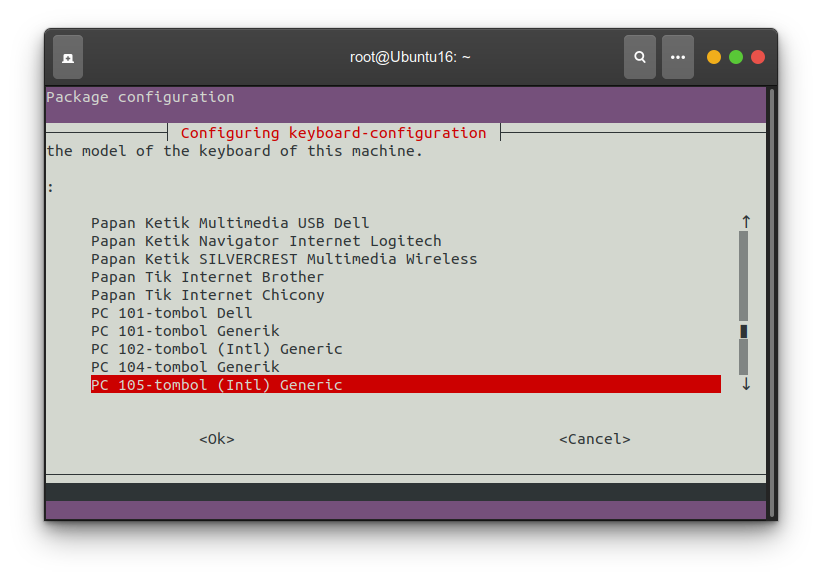 root@Ubuntu16: ~
Package configuration
Configuring keyboard-configuration
the model of the keyboard of this machine.
:
Papan Ketik Multimedia USB Dell
Papan Ketik Navigator Internet Logitech
Papan Ketik SILVERCREST Multimedia Wireless
Papan Tik Internet Brother
Papan Tik Internet Chicony
PC 101-tombol Dell
PC 101-tombol Generik
PC 102-tombol (Intl) Generic
PC 104-tombol Generik
PC 105-tombol (Intl) Generic
<Ok> <Cancel>